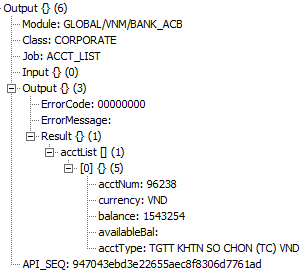 Output {} (6)
Module: GLOBAL/VNM/BANK_ACB
Class: CORPORATE
Job: ACCT_LIST
Input {} (0)
Output {} (3)
ErrorCode: 00000000
ErrorMessage:
Result {} (1)
acctList [] (1)
[0] {} (5)
acctNum: 96238
currency: VND
balance: 1543254
availableBal:
acctType: TGTT KHTN SO CHON (TC) VND
API_SEQ: 947043ebd3e22655aec8f8306d7761ad